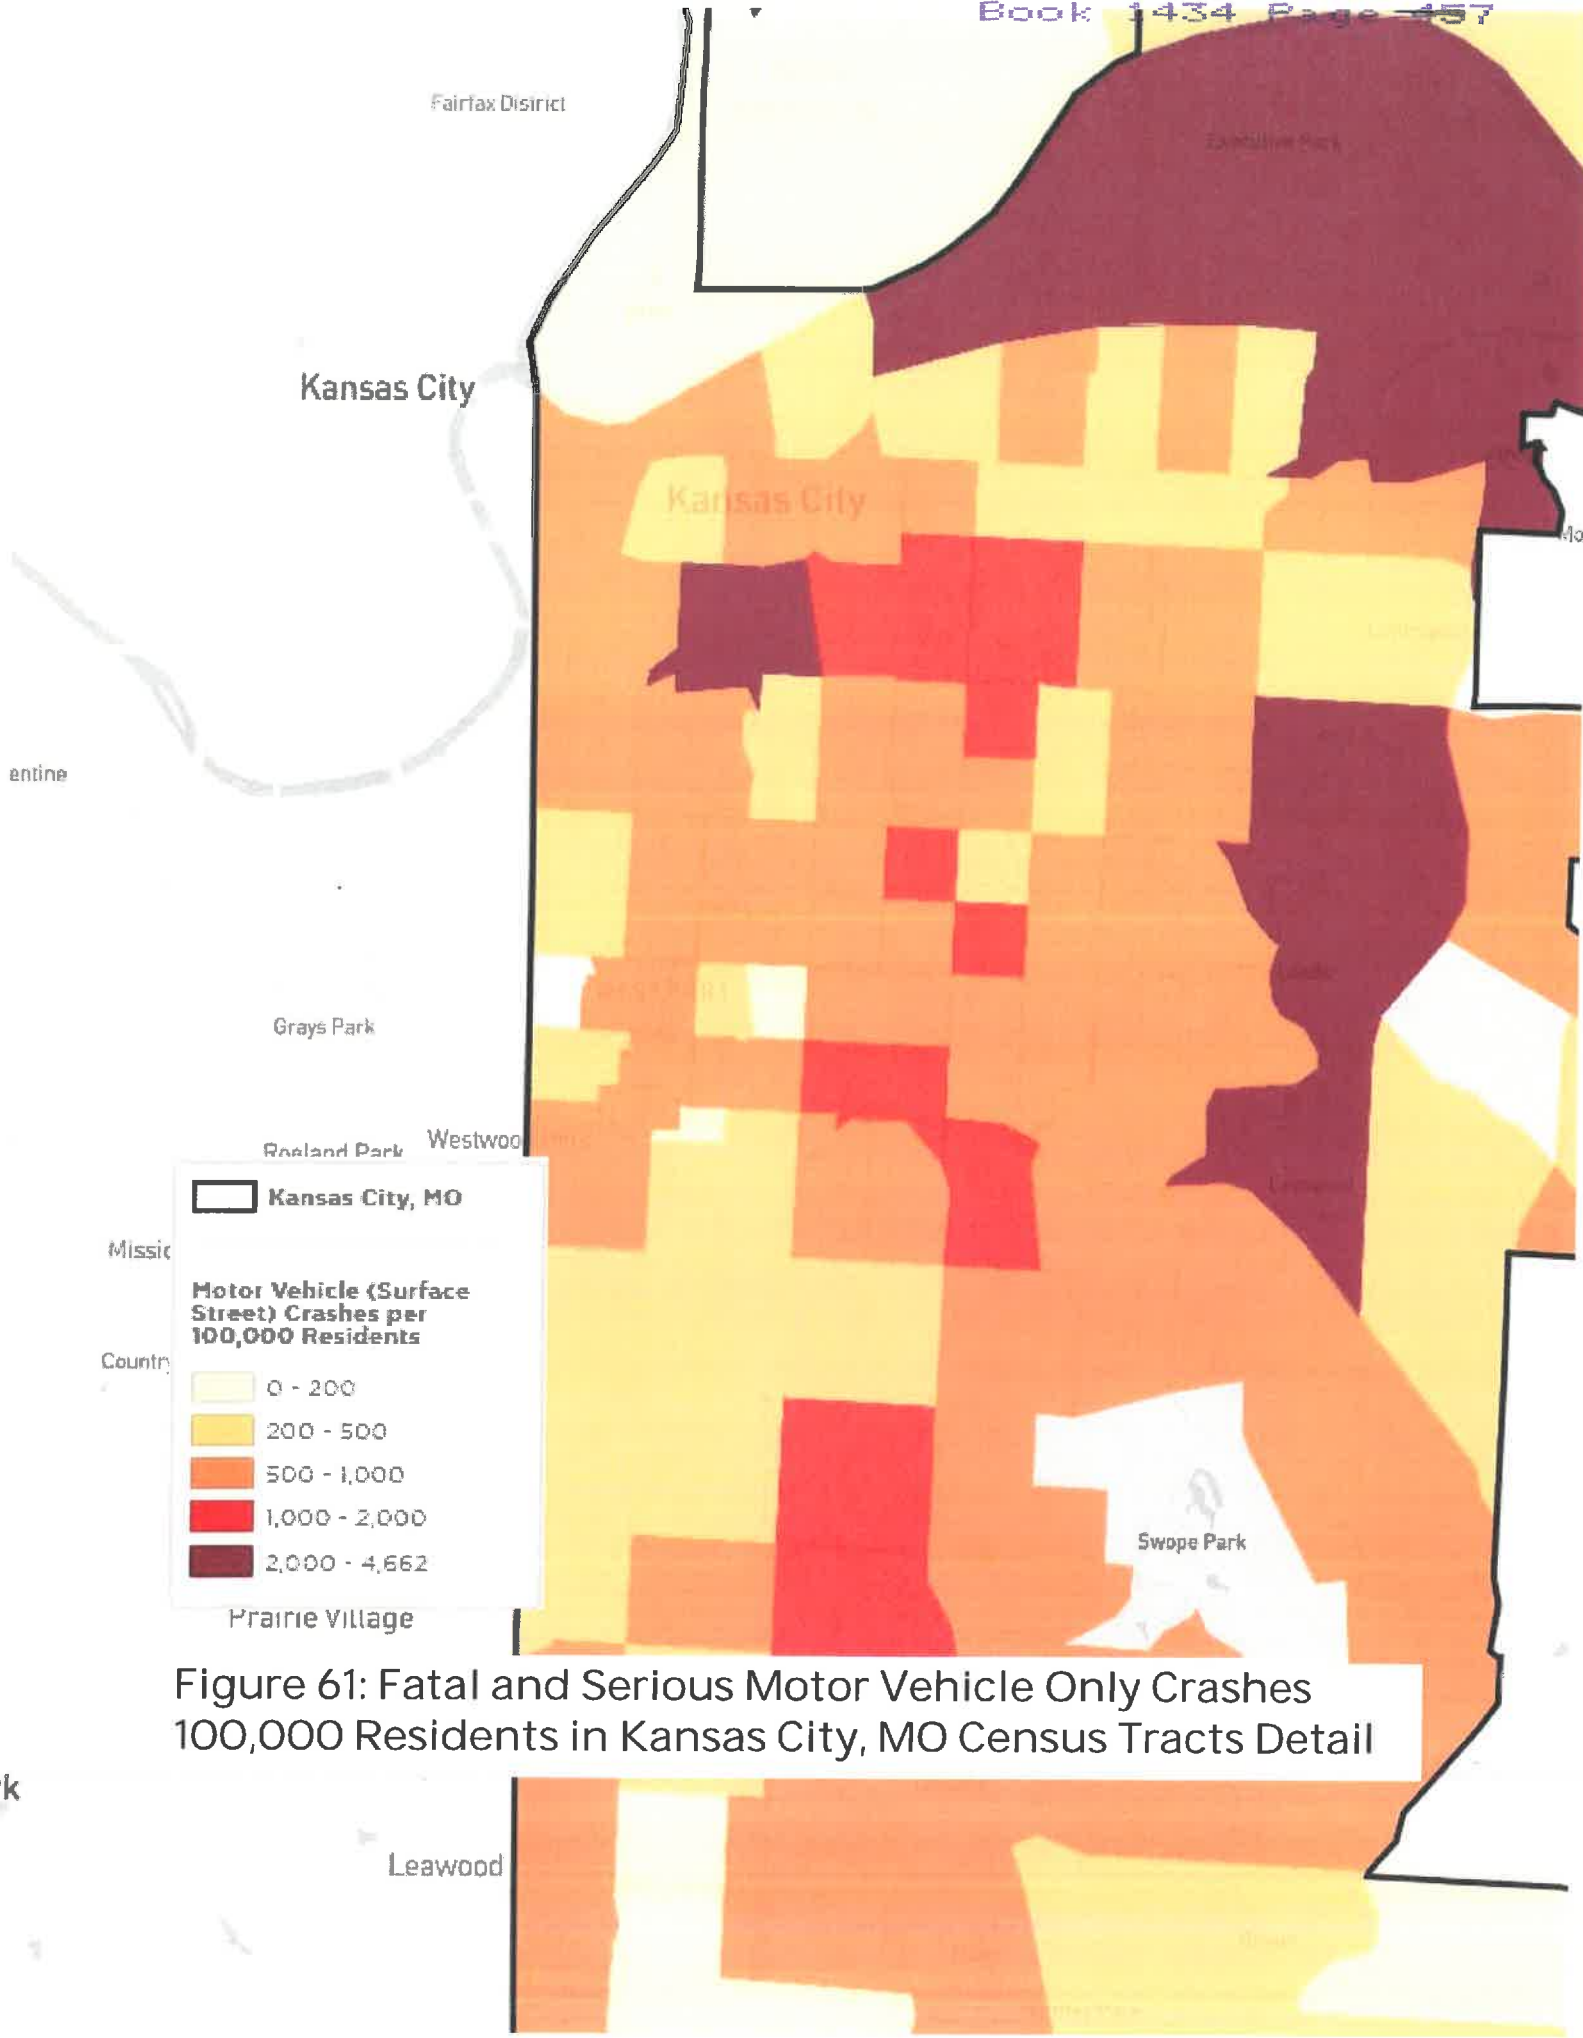 Book 1434 Page 457
Fairfax District
Executive Park
Kansas City
Kansas City
entine
Grays Park
Roeland Park
Westwoo
Kansas City, MO
Missic
Motor Vehicle (Surface
Street) Crashes per
100,000 Residents
Country
0 - 200
200 - 500
500 - 1,000
1,000 - 2,000
2,000 - 4,662
Swope Park
Prairie Village
Figure 61: Fatal and Serious Motor Vehicle Only Crashes
100,000 Residents in Kansas City, MO Census Tracts Detail
k
Leawood